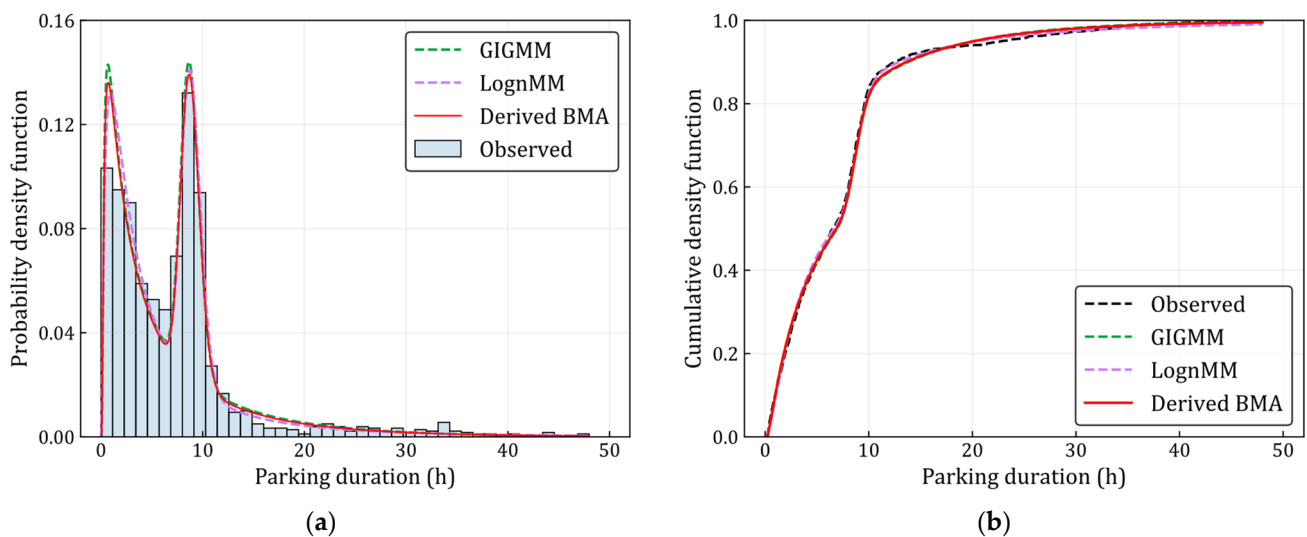 Probability density function
0.16
0.12
0.08
0.04
0.00
GIGMM
LognMM
Derived BMA
Observed
0 10 20 30 40 50
Parking duration (h)
(a)
Cumulative density function
1.0
0.8
0.6
0.4
0.2
0.0
Observed
GIGMM
LognMM
Derived BMA
0 10 20 30 40 50
Parking duration (h)
(b)